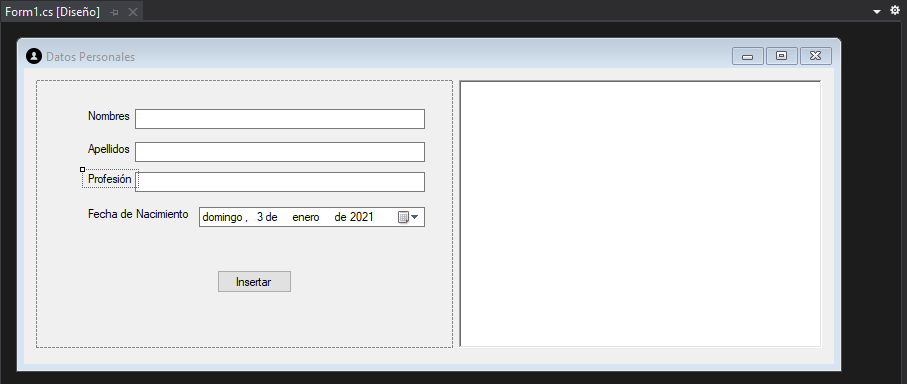 Form1.cs [Diseño]
Datos Personales
Nombres
Apellidos
Profesión
Fecha de Nacimiento domingo , 3 de enero de 2021
Insertar